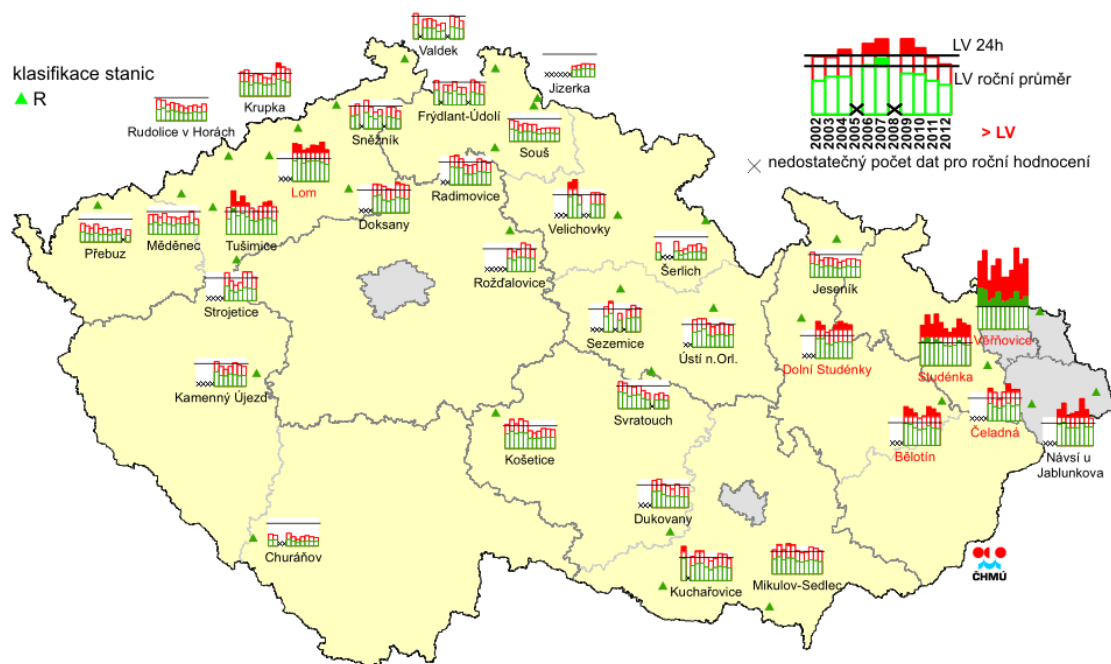 klasifikace stanic
R
LV 24h
LV roční průměr
2002
2003
2004
2005
2006
2007
2008
2009
2010
2011
2012
> LV
nedostatečný počet dat pro roční hodnocení
Valdek
Jizerka
Krupka
Rudolice v Horách
Frýdlant-Údolí
Sněžník
Souš
Lom
Radimovice
Doksany
Velichovky
Přebuz
Měděnec
Tušimice
Šerlich
Jeseník
Rožďalovice
Strojetice
Sezemice
Ústí n.Orl.
Dolní Studénky
Věřňovice
Studénka
Kamenný Újezd
Svratouch
Čeladná
Košetice
Bělotín
Návsí u
Jablunkova
Dukovany
Churáňov
Kuchařovice
Mikulov-Sedlec
ČHMÚ